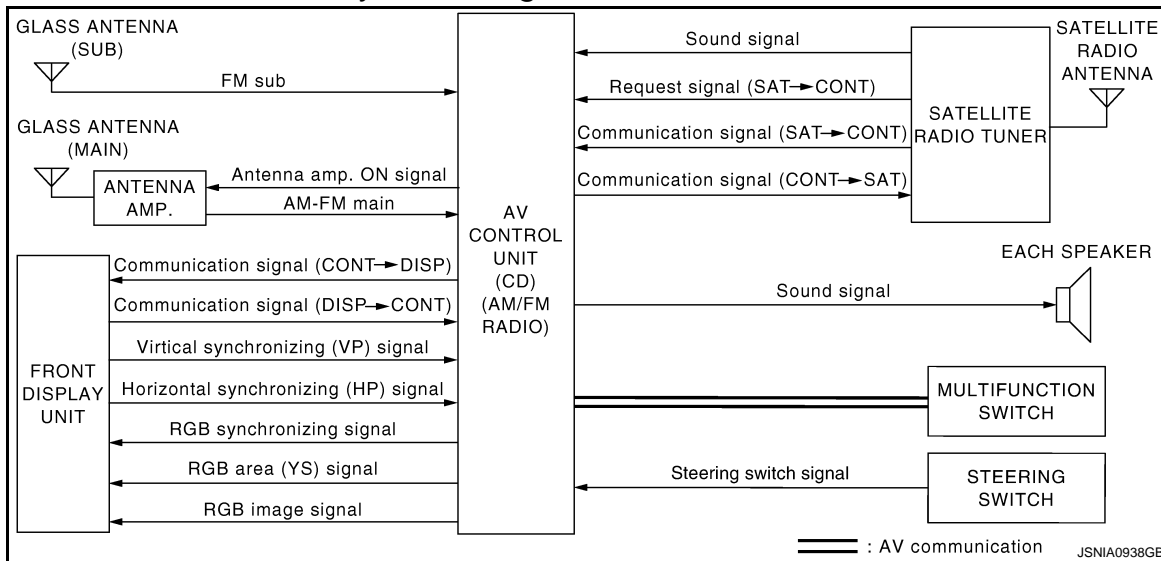 GLASS ANTENNA
(SUB)
FM sub
GLASS ANTENNA
(MAIN)
ANTENNA
AMP.
Antenna amp. ON signal
AM-FM main
FRONT
DISPLAY
UNIT
Communication signal (CONT→DISP)
Communication signal (DISP→CONT)
Virtical synchronizing (VP) signal
Horizontal synchronizing (HP) signal
RGB synchronizing signal
RGB area (YS) signal
RGB image signal
AV
CONTROL
UNIT
(CD)
(AM/FM
RADIO)
Sound signal
Request signal (SAT→CONT)
Communication signal (SAT→CONT)
Communication signal (CONT→SAT)
SATELLITE
RADIO TUNER
SATELLITE
RADIO
ANTENNA
EACH SPEAKER
Sound signal
MULTIFUNCTION
SWITCH
Steering switch signal
STEERING
SWITCH
: AV communication
JSNIA0938GB